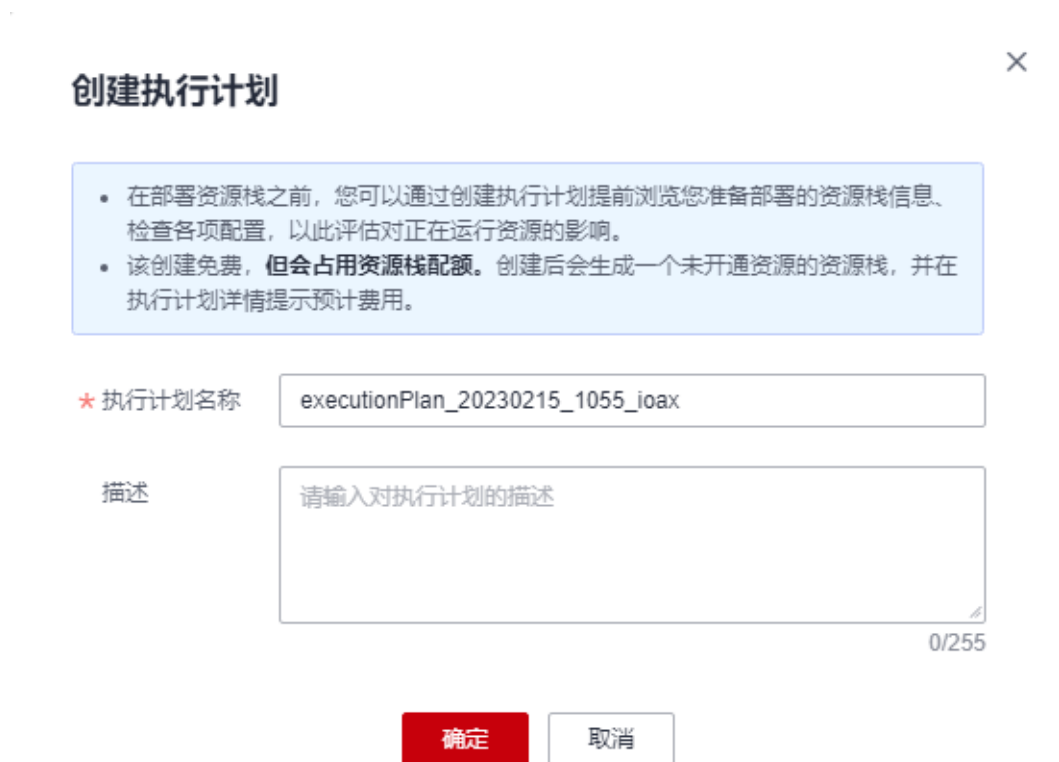 创建执行计划
在部署资源栈之前，您可以通过创建执行计划提前浏览您准备部署的资源栈信息、
检查各项配置，以此评估对正在运行资源的影响。
该创建免费，但会占用资源栈配额。创建后会生成一个未开通资源的资源栈，并在
执行计划详情提示预计费用。
* 执行计划名称 executionPlan_20230215_1055_ioax
描述 请输入对执行计划的描述
0/255
确定 取消